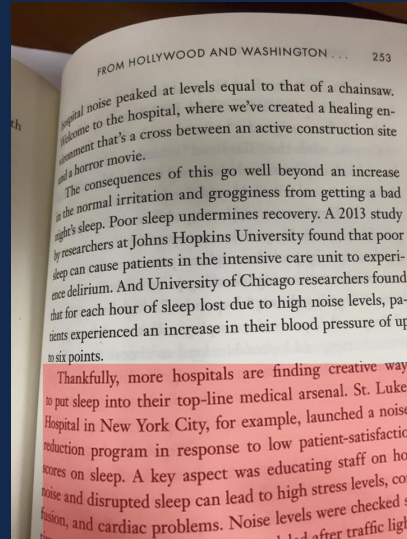 th
FROM HOLLYWOOD AND WASHINGTON ... 253
hospital noise peaked at levels equal to that of a chainsaw.
Welcome to the hospital, where we've created a healing en-
vironment that's a cross between an active construction site
and a horror movie.
The consequences of this go well beyond an increase
in the normal irritation and grogginess from getting a bad
night's sleep. Poor sleep undermines recovery. A 2013 study
by researchers at Johns Hopkins University found that poor
sleep can cause patients in the intensive care unit to experi-
ence delirium. And University of Chicago researchers found
that for each hour of sleep lost due to high noise levels, pa-
tients experienced an increase in their blood pressure of up
to six points.
Thankfully, more hospitals are finding creative way
to put sleep into their top-line medical arsenal. St. Luke
Hospital in New York City, for example, launched a noise
reduction program in response to low patient-satisfactio
scores on sleep. A key aspect was educating staff on ho
noise and disrupted sleep can lead to high stress levels, co
fusion, and cardiac problems. Noise levels were checked s
after traffic ligh